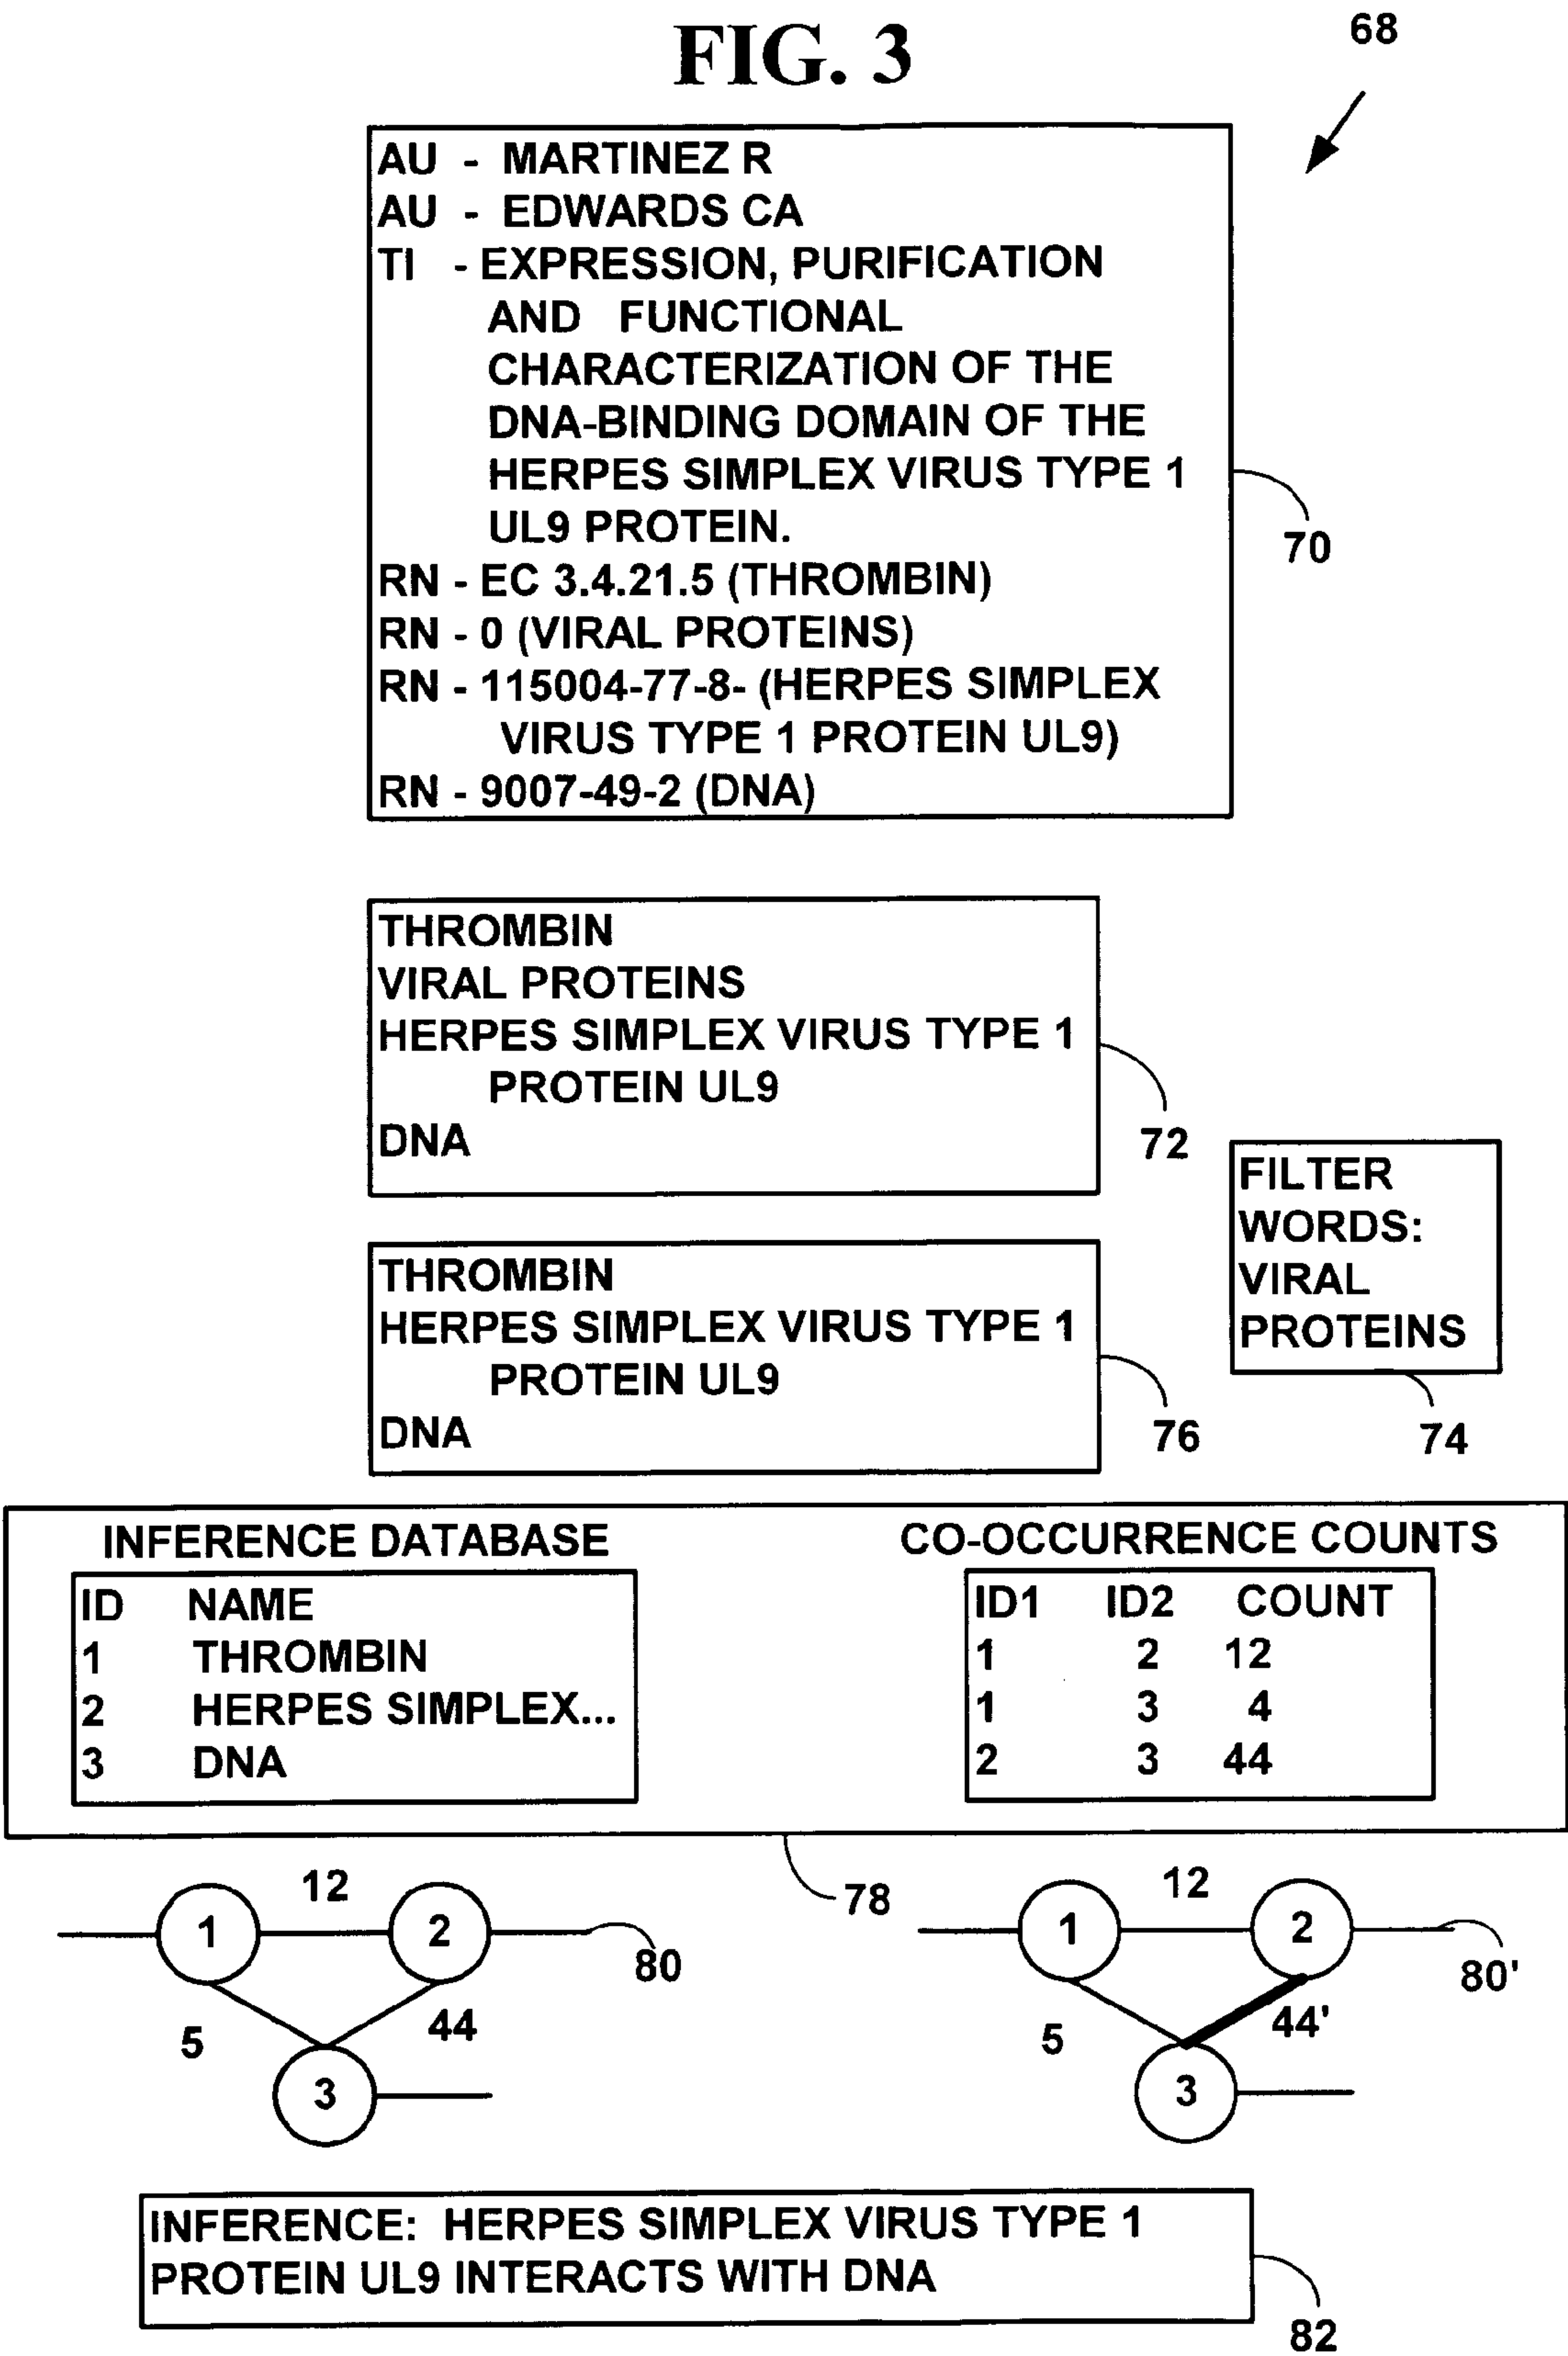 FIG. 3
68
AU - MARTINEZ R
AU - EDWARDS CA
TI - EXPRESSION, PURIFICATION
AND FUNCTIONAL
CHARACTERIZATION OF THE
DNA-BINDING DOMAIN OF THE
HERPES SIMPLEX VIRUS TYPE 1
UL9 PROTEIN.
RN - EC 3.4.21.5 (THROMBIN)
RN - 0 (VIRAL PROTEINS)
RN - 115004-77-8- (HERPES SIMPLEX
VIRUS TYPE 1 PROTEIN UL9)
RN - 9007-49-2 (DNA)
70
THROMBIN
VIRAL PROTEINS
HERPES SIMPLEX VIRUS TYPE 1
PROTEIN UL9
DNA
72
FILTER
WORDS:
VIRAL
PROTEINS
74
THROMBIN
HERPES SIMPLEX VIRUS TYPE 1
PROTEIN UL9
DNA
76
INFERENCE DATABASE
ID NAME
1 THROMBIN
2 HERPES SIMPLEX...
3 DNA
CO-OCCURRENCE COUNTS
ID1 ID2 COUNT
1 2 12
1 3 4
2 3 44
78
12
1 2
80
5 44
3
12
1 2
80'
5 44'
3
INFERENCE: HERPES SIMPLEX VIRUS TYPE 1
PROTEIN UL9 INTERACTS WITH DNA
82